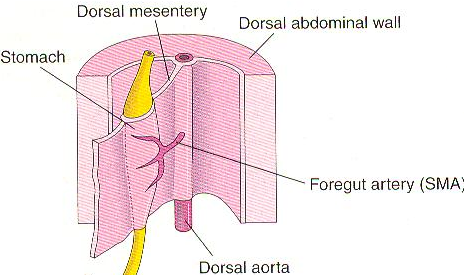 Dorsal mesentery
Dorsal abdominal wall
Stomach
Foregut artery (SMA)
Dorsal aorta